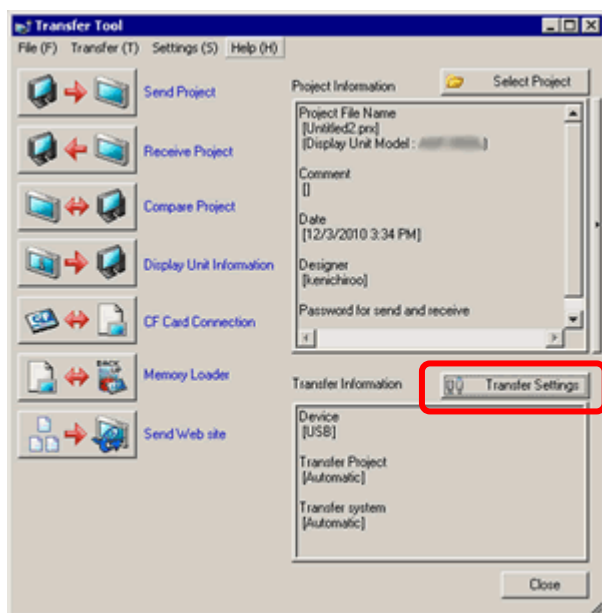 Transfer Tool
File (F) Transfer (T) Settings (S) Help (H)
Send Project
Receive Project
Compare Project
Display Unit Information
CF Card Connection
Memory Loader
Send Web site
Project Information
Select Project
Project File Name
[Untitled2.prx]
(Display Unit Model :
Comment
[]
Date
[12/3/2010 3:34 PM]
Designer
[kenichiroo]
Password for send and receive
Transfer Information
Transfer Settings
Device
[USB]
Transfer Project
[Automatic]
Transfer system
[Automatic]
Close